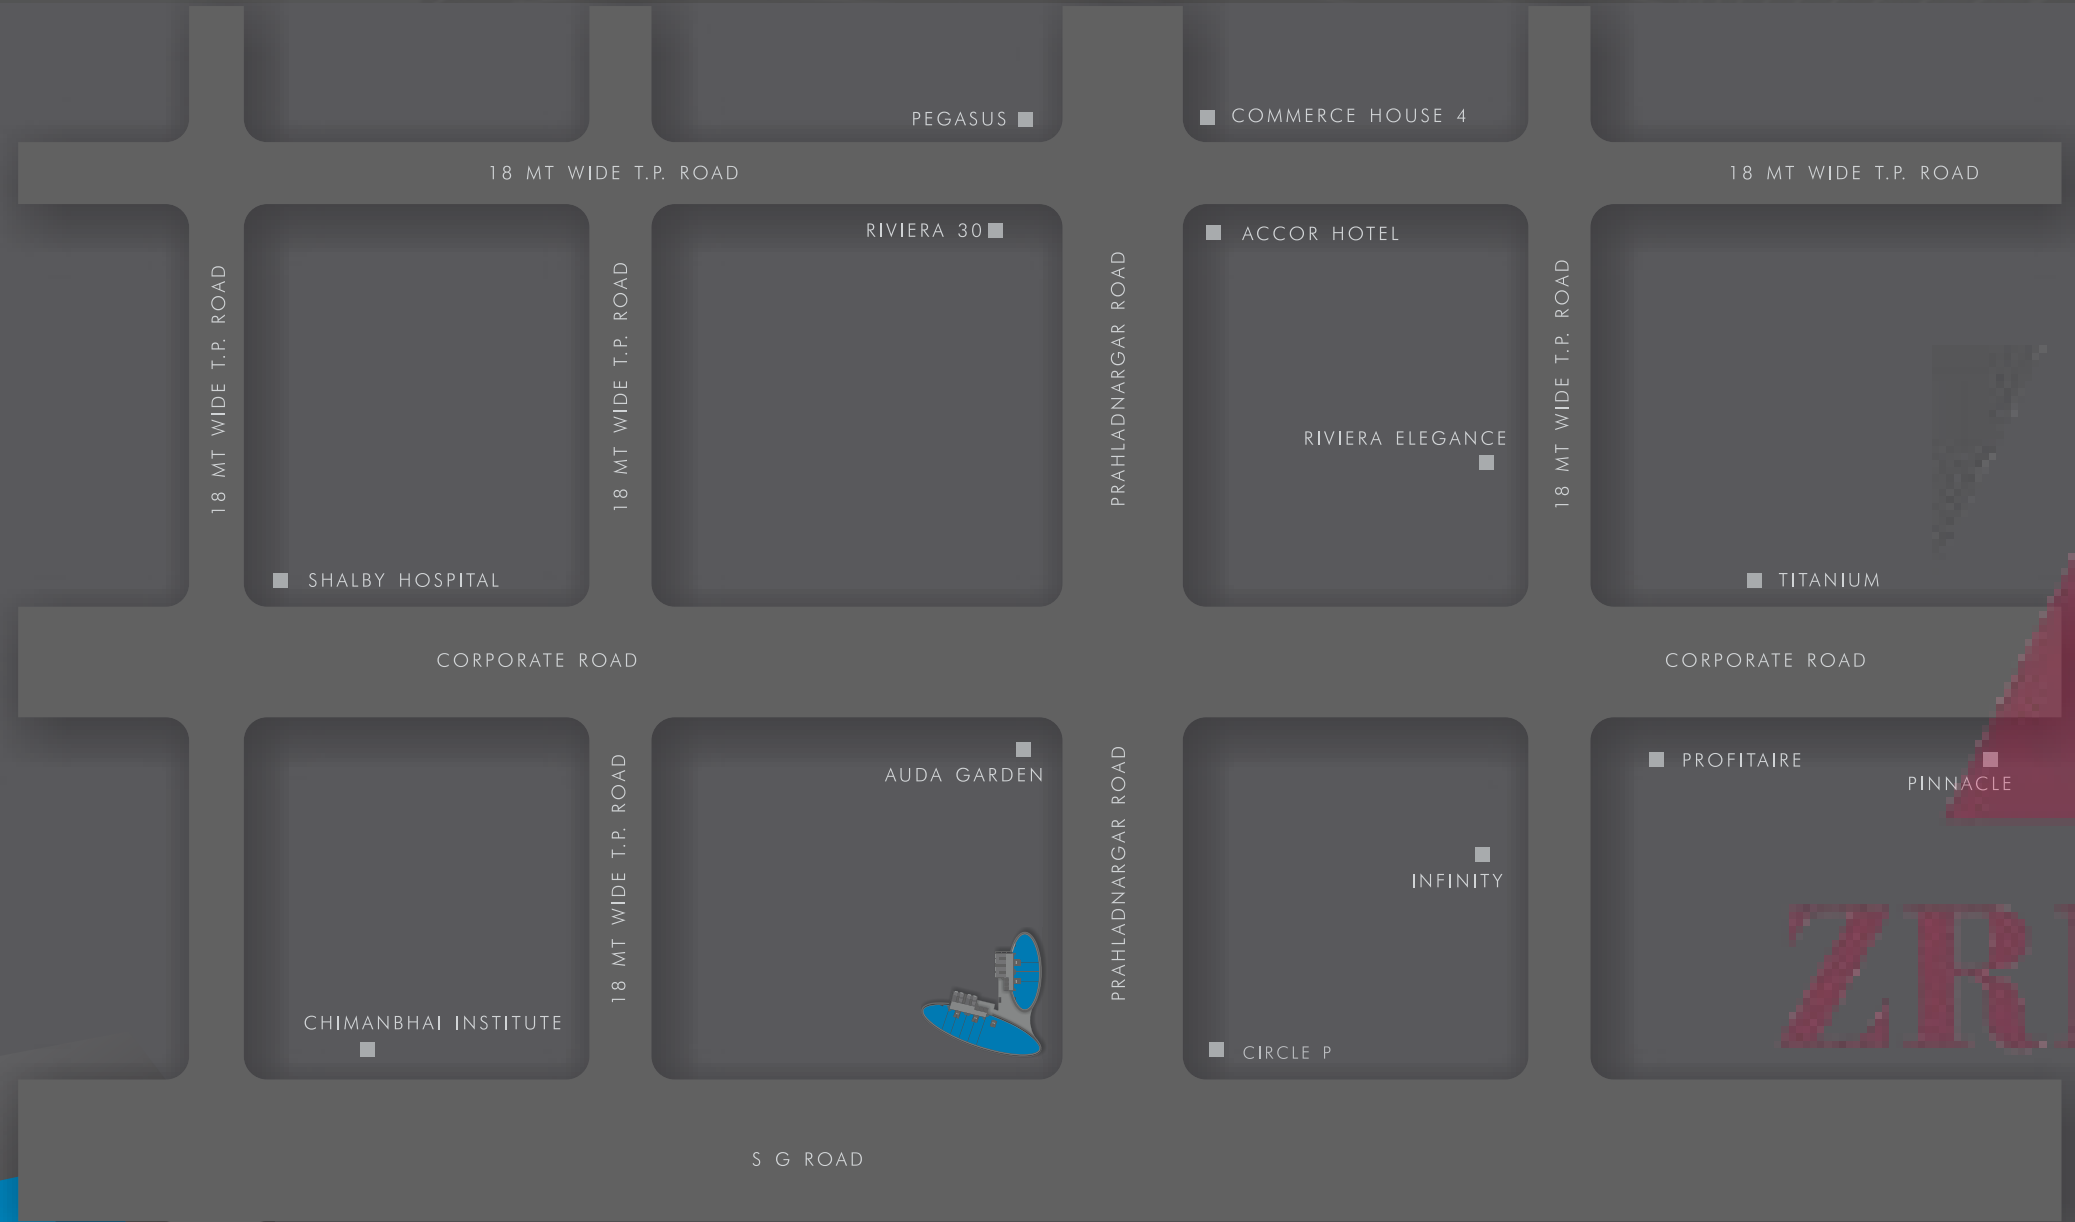 PEGASUS
COMMERCE HOUSE 4
18 MT WIDE T.P. ROAD
18 MT WIDE T.P. ROAD
RIVIERA 30
ACCOR HOTEL
18 MT WIDE T.P. ROAD
18 MT WIDE T.P. ROAD
PRAHLADNARGAR ROAD
18 MT WIDE T.P. ROAD
RIVIERA ELEGANCE
SHALBY HOSPITAL
TITANIUM
CORPORATE ROAD
CORPORATE ROAD
AUDA GARDEN
PROFITAIRE
PINNACLE
18 MT WIDE T.P. ROAD
PRAHLADNARGAR ROAD
INFINITY
CHIMANBHAI INSTITUTE
CIRCLE P
S G ROAD